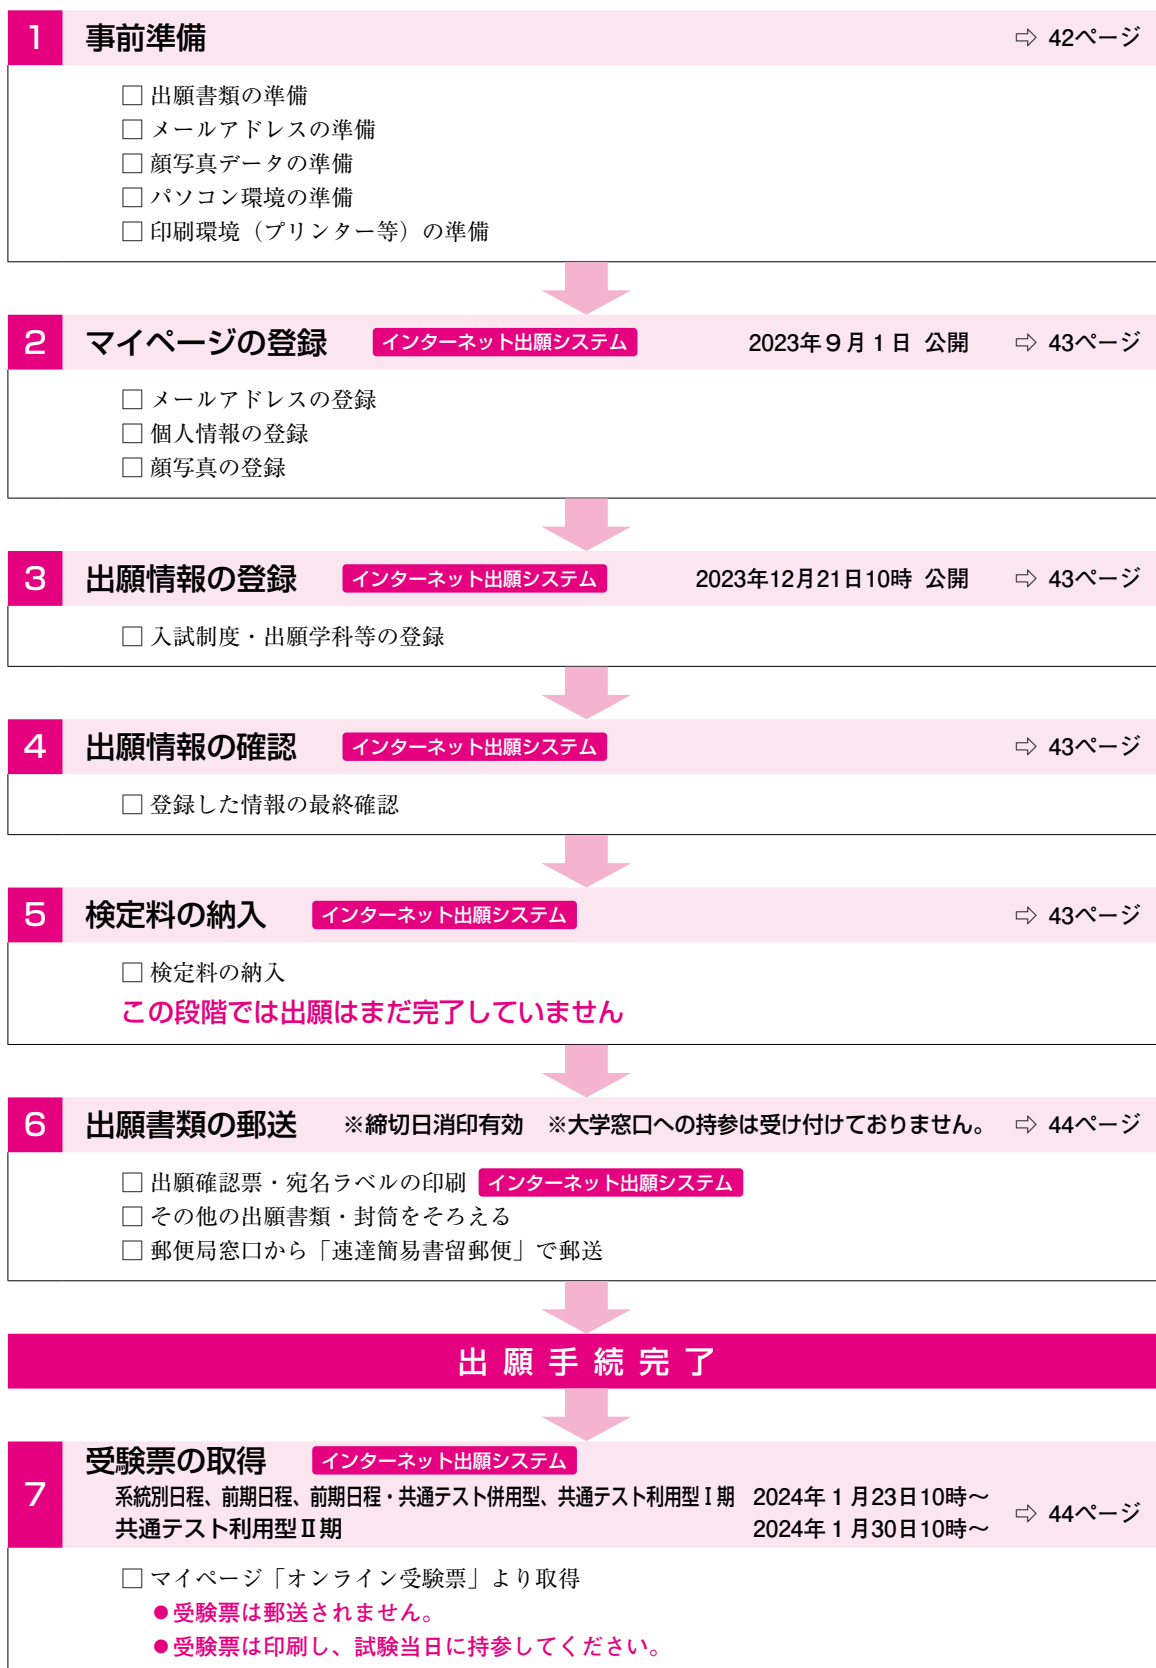 1 事前準備 ⇨ 42ページ
□ 出願書類の準備
□ メールアドレスの準備
□ 顔写真データの準備
□ パソコン環境の準備
□ 印刷環境（プリンター等）の準備
2 マイページの登録 インターネット出願システム 2023年9月1日 公開 ⇨ 43ページ
□ メールアドレスの登録
□ 個人情報の登録
□ 顔写真の登録
3 出願情報の登録 インターネット出願システム 2023年12月21日10時 公開 ⇨ 43ページ
□ 入試制度・出願学科等の登録
4 出願情報の確認 インターネット出願システム ⇨ 43ページ
□ 登録した情報の最終確認
5 検定料の納入 インターネット出願システム ⇨ 43ページ
□ 検定料の納入
この段階では出願はまだ完了していません
6 出願書類の郵送 ※締切日消印有効 ※大学窓口への持参は受け付けておりません。 ⇨ 44ページ
□ 出願確認票・宛名ラベルの印刷 インターネット出願システム
□ その他の出願書類・封筒をそろえる
□ 郵便局窓口から「速達簡易書留郵便」で郵送
出願手続完了
7 受験票の取得 インターネット出願システム
系統別日程、前期日程、前期日程・共通テスト併用型、共通テスト利用型Ⅰ期 2024年1月23日10時～
共通テスト利用型Ⅱ期 2024年1月30日10時～ ⇨ 44ページ
□ マイページ「オンライン受験票」より取得
●受験票は郵送されません。
●受験票は印刷し、試験当日に持参してください。